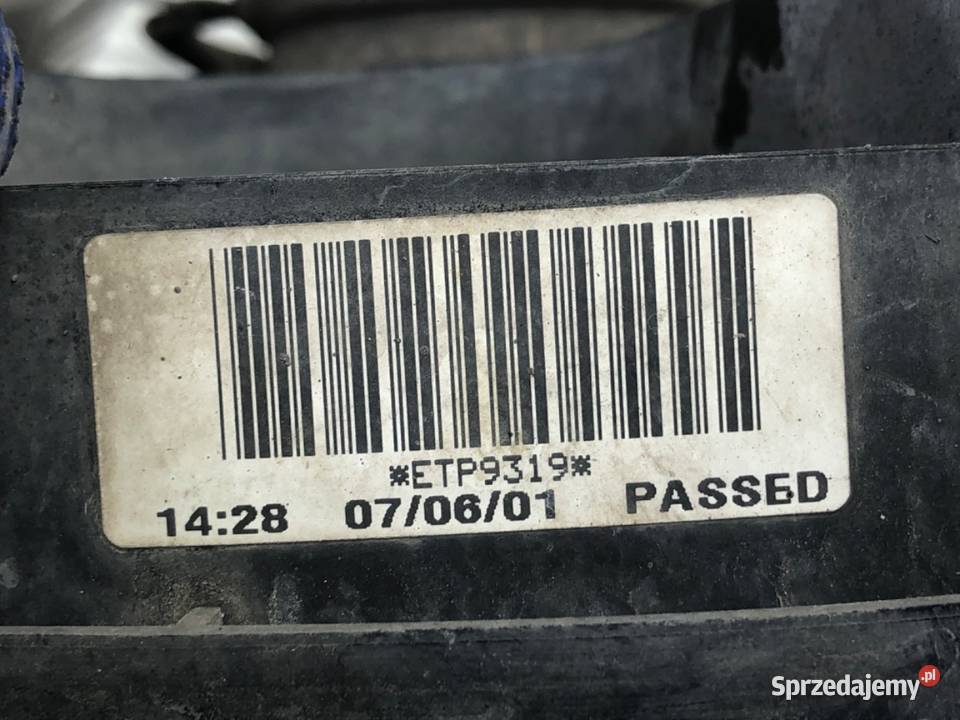 *ETP9319*
14:28 07/06/01 PASSED
Sprzedajemy.pl